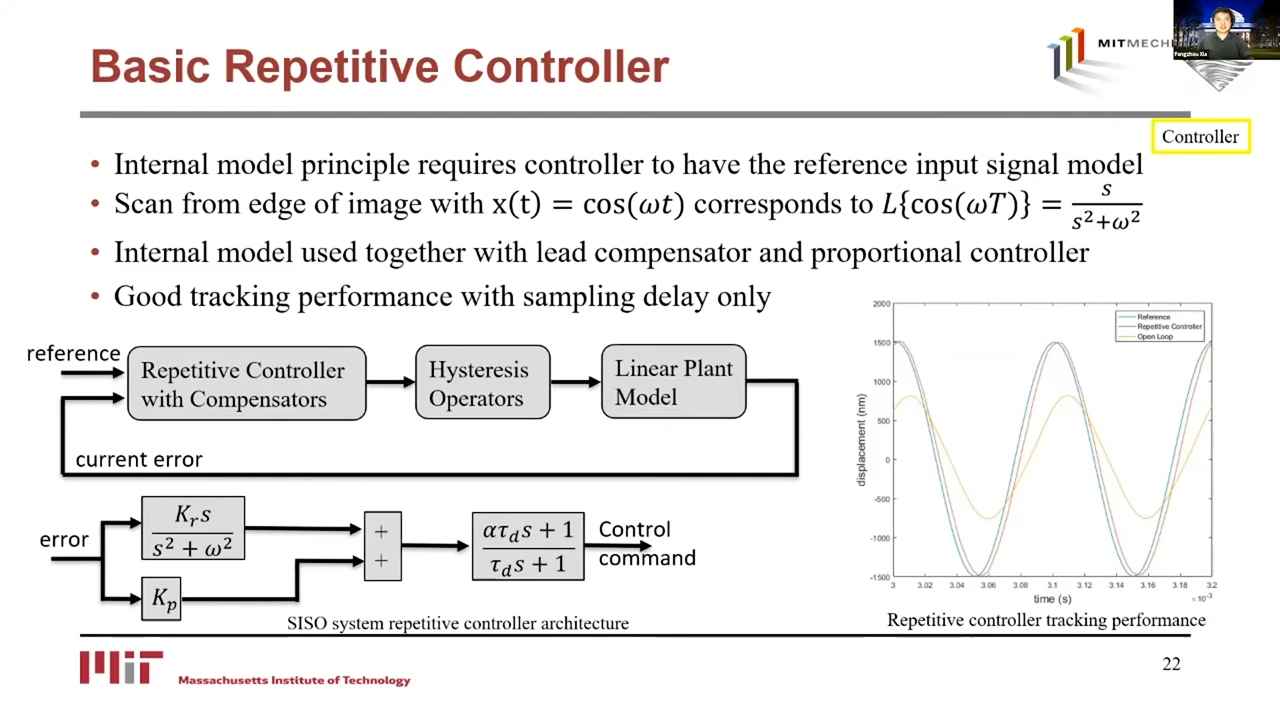 Basic Repetitive Controller
MITMECHE
Fangzhou Xia
Controller
• Internal model principle requires controller to have the reference input signal model
• Scan from edge of image with x(t) = cos(ωt) corresponds to L{cos(ωT)} = s / s²+ω²
• Internal model used together with lead compensator and proportional controller
• Good tracking performance with sampling delay only
reference
Repetitive Controller
with Compensators
Hysteresis
Operators
Linear Plant
Model
current error
error
K_r s
s² + ω²
K_p
+
+
ατ_d s + 1
τ_d s + 1
Control
command
SISO system repetitive controller architecture
2000
1500
1000
500
0
-500
-1000
-1500
displacement (nm)
Reference
Repetitive Controller
Open Loop
3 3.02 3.04 3.06 3.08 3.1 3.12 3.14 3.16 3.18 3.2
time (s)
×10⁻³
Repetitive controller tracking performance
MIT
Massachusetts Institute of Technology
22